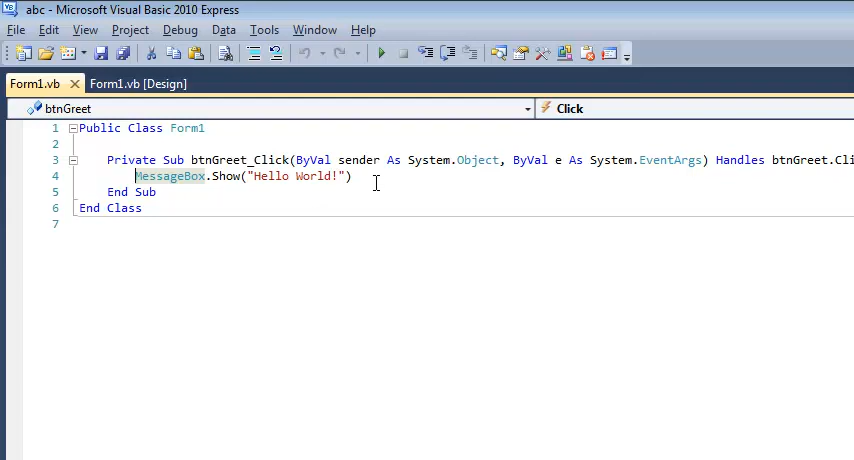 abc - Microsoft Visual Basic 2010 Express
File Edit View Project Debug Data Tools Window Help
Form1.vb Form1.vb [Design]
btnGreet Click
1 Public Class Form1
2
3 Private Sub btnGreet_Click(ByVal sender As System.Object, ByVal e As System.EventArgs) Handles btnGreet.Cli
4 MessageBox.Show("Hello World!")
5 End Sub
6 End Class
7